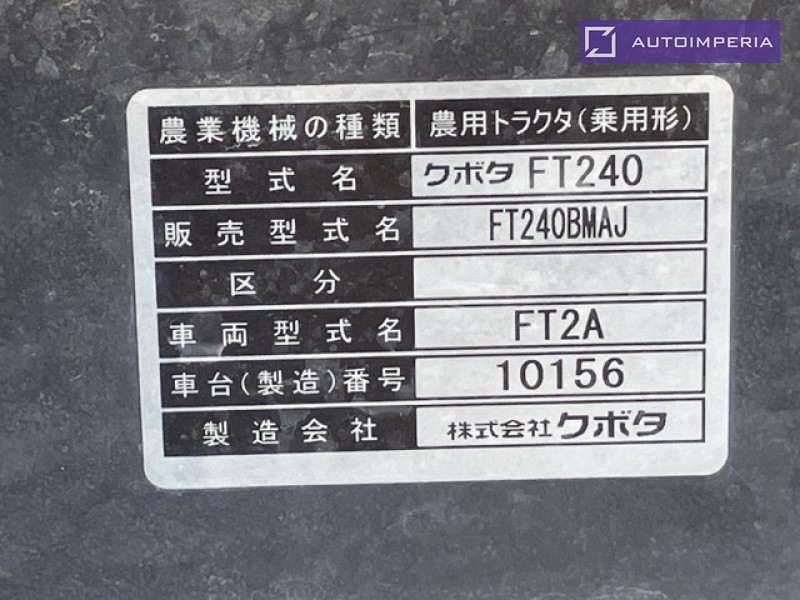 AUTOIMPERIA
農業機械の種類 農用トラクタ(乗用形)
型式名 クボタ FT240
販売型式名 FT240BMAJ
区分
車両型式名 FT2A
車台(製造)番号 10156
製造会社 株式会社クボタ